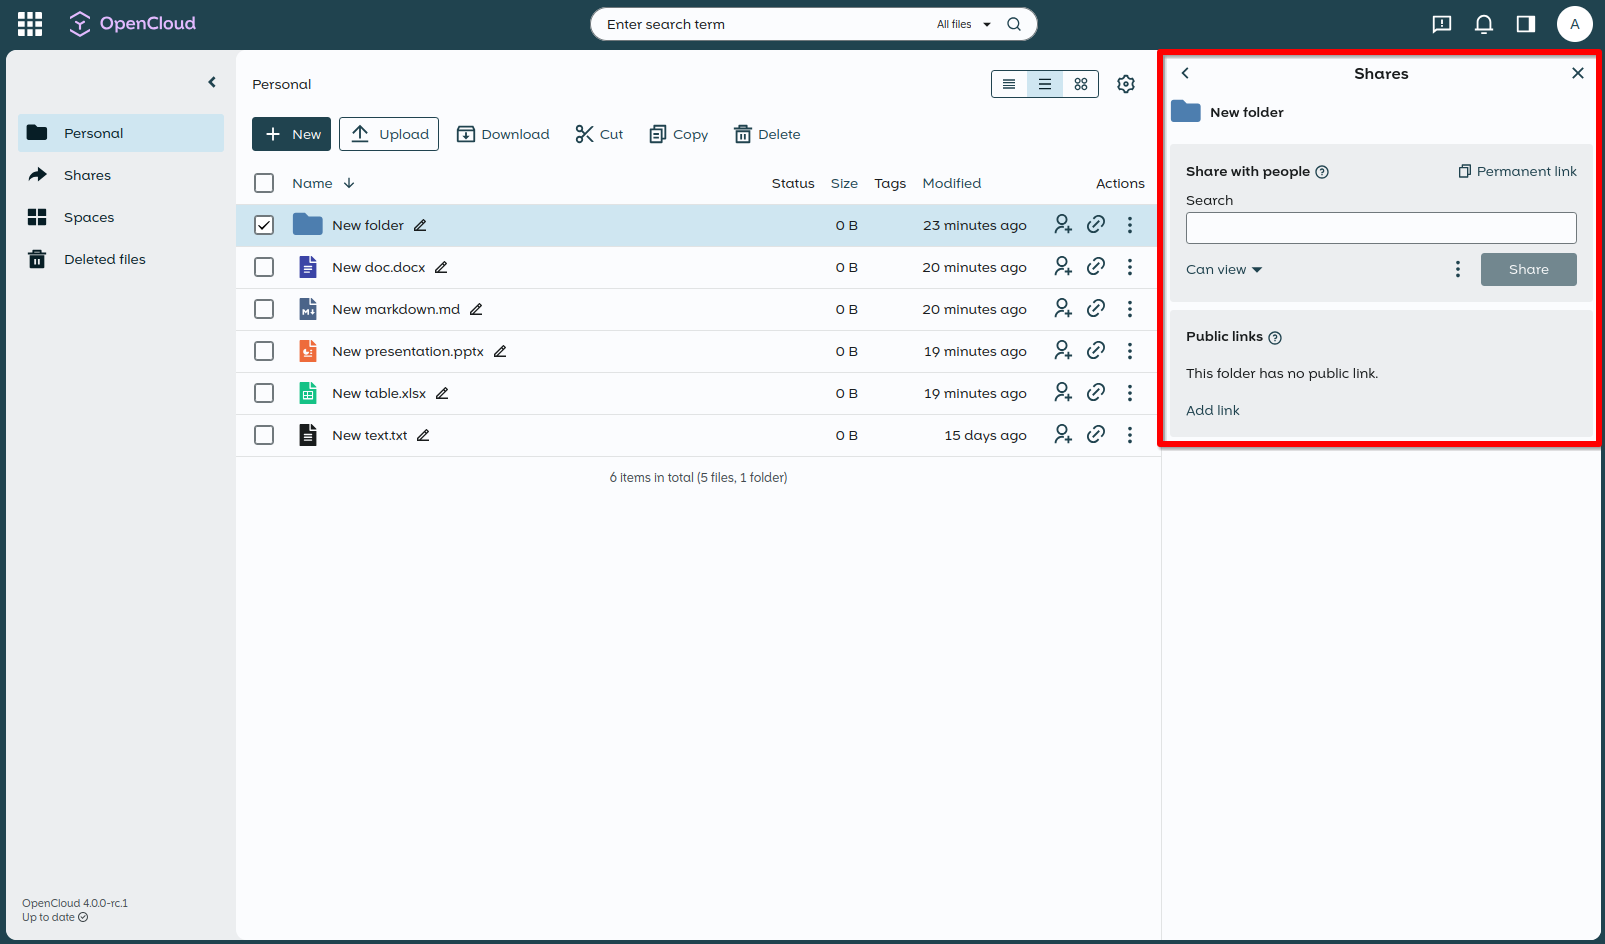 OpenCloud
Enter search term
All files
A
Personal
Shares
Spaces
Deleted files
OpenCloud 4.0.0-rc.1
Up to date
Personal
New
Upload
Download
Cut
Copy
Delete
Name Status Size Tags Modified Actions
New folder 0 B 23 minutes ago
New doc.docx 0 B 20 minutes ago
New markdown.md 0 B 20 minutes ago
New presentation.pptx 0 B 19 minutes ago
New table.xlsx 0 B 19 minutes ago
New text.txt 0 B 15 days ago
6 items in total (5 files, 1 folder)
Shares
New folder
Share with people
Permanent link
Search
Can view
Share
Public links
This folder has no public link.
Add link